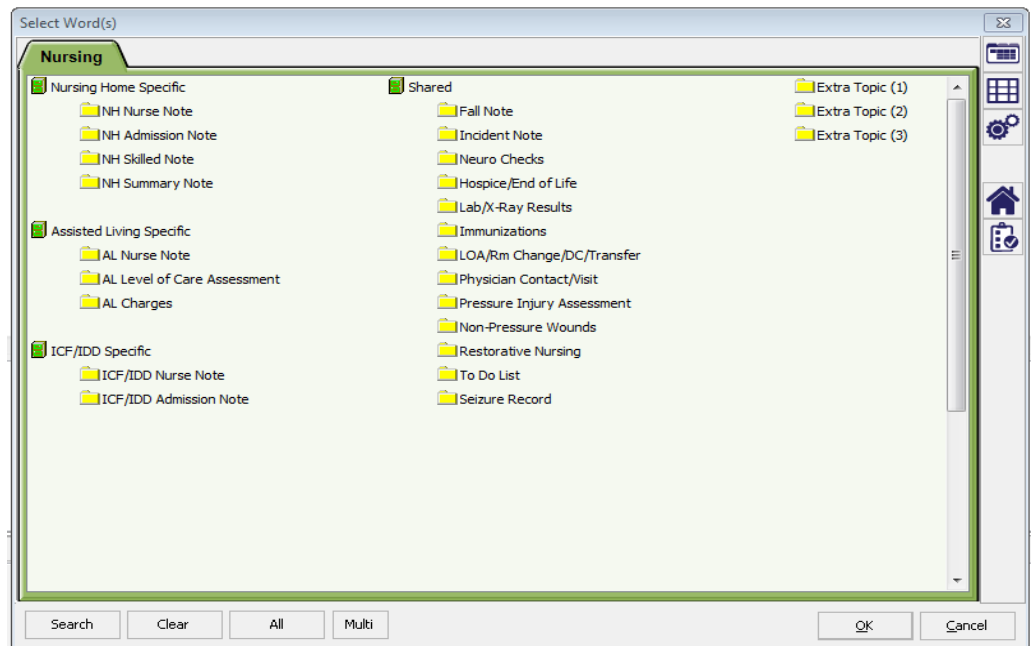 Select Word(s)
Nursing
Nursing Home Specific
NH Nurse Note
NH Admission Note
NH Skilled Note
NH Summary Note
Assisted Living Specific
AL Nurse Note
AL Level of Care Assessment
AL Charges
ICF/IDD Specific
ICF/IDD Nurse Note
ICF/IDD Admission Note
Shared
Fall Note
Incident Note
Neuro Checks
Hospice/End of Life
Lab/X-Ray Results
Immunizations
LOA/Rm Change/DC/Transfer
Physician Contact/Visit
Pressure Injury Assessment
Non-Pressure Wounds
Restorative Nursing
To Do List
Seizure Record
Extra Topic (1)
Extra Topic (2)
Extra Topic (3)
Search Clear All Multi OK Cancel